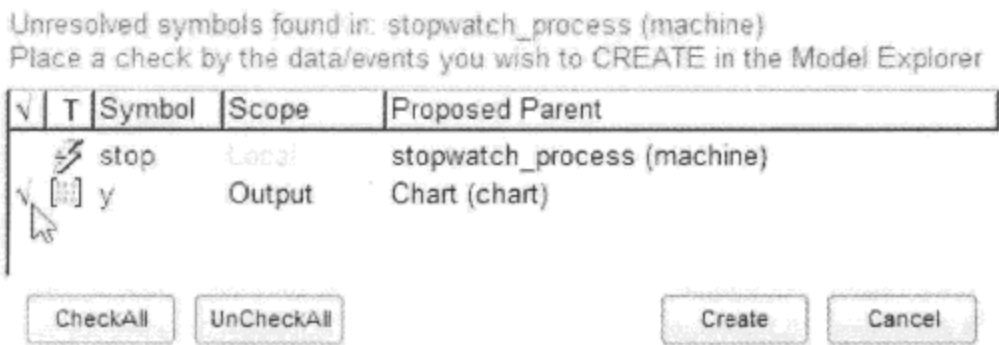 Unresolved symbols found in: stopwatch_process (machine)
Place a check by the data/events you wish to CREATE in the Model Explorer
√ T Symbol Scope Proposed Parent
stop Local stopwatch_process (machine)
√ y Output Chart (chart)
CheckAll UnCheckAll Create Cancel